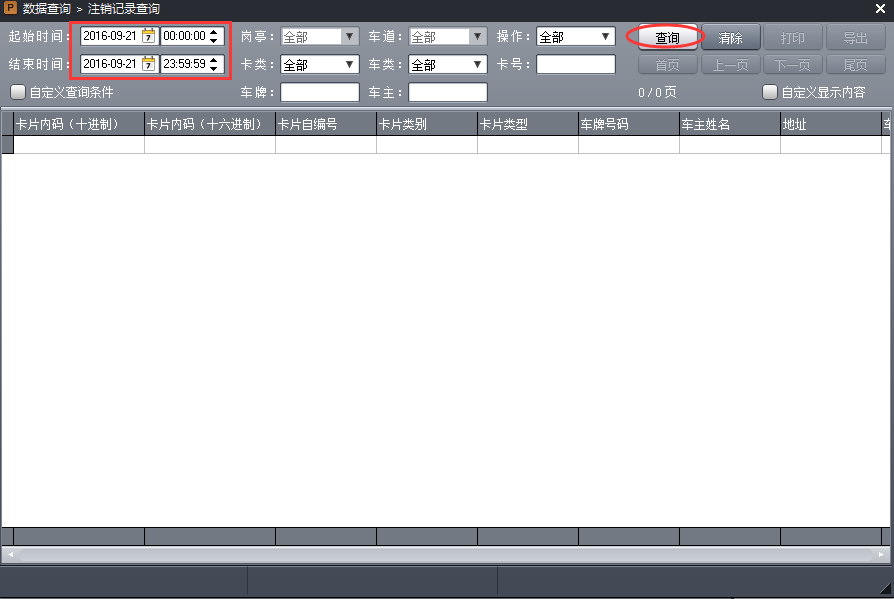 P 数据查询 > 注销记录查询
起始时间: 2016-09-21 7 00:00:00 岗亭: 全部 车道: 全部 操作: 全部 查询 清除 打印 导出
结束时间: 2016-09-21 7 23:59:59 卡类: 全部 车类: 全部 卡号: 首页 上一页 下一页 尾页
自定义查询条件 车牌: 车主: 0 / 0 页 自定义显示内容
卡片内码（十进制） 卡片内码（十六进制） 卡片自编号 卡片类别 卡片类型 车牌号码 车主姓名 地址